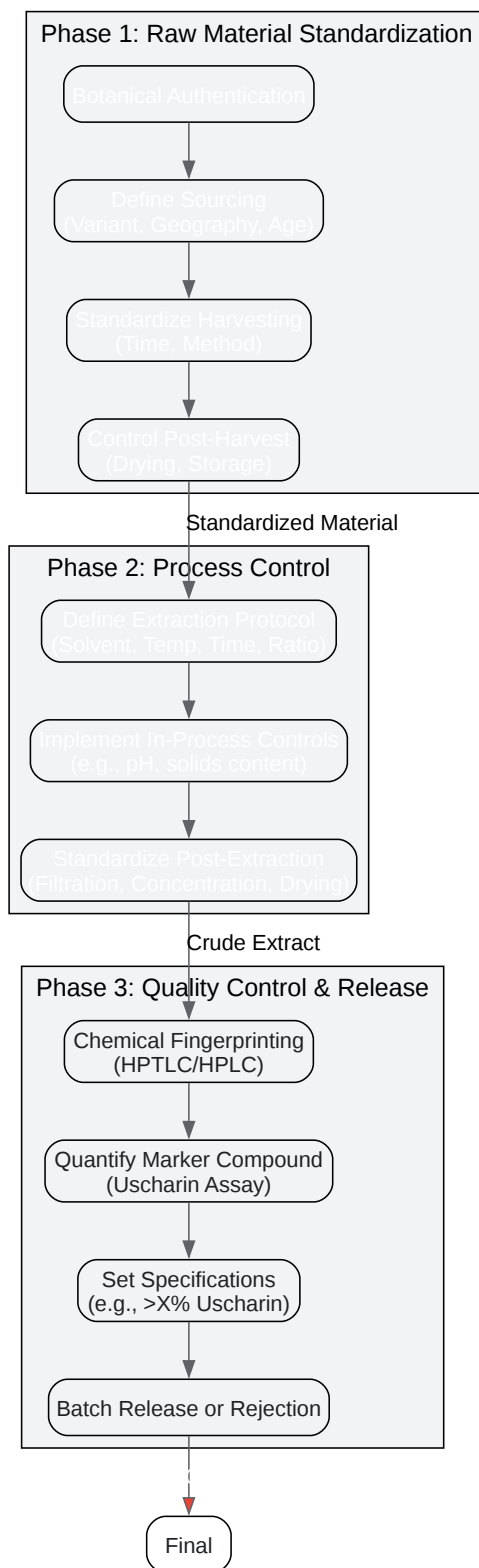 Phase 1: Raw Material Standardization
Botanical Authentication
Define Sourcing
(Variant, Geography, Age)
Standardize Harvesting
(Time, Method)
Control Post-Harvest
(Drying, Storage)
Standardized Material
Phase 2: Process Control
Define Extraction Protocol
(Solvent, Temp, Time, Ratio)
Implement In-Process Controls
(e.g., pH, solids content)
Standardize Post-Extraction
(Filtration, Concentration, Drying)
Crude Extract
Phase 3: Quality Control & Release
Chemical Fingerprinting
(HPTLC/HPLC)
Quantify Marker Compound
(Uscharin Assay)
Set Specifications
(e.g., >X% Uscharin)
Batch Release or Rejection
Final